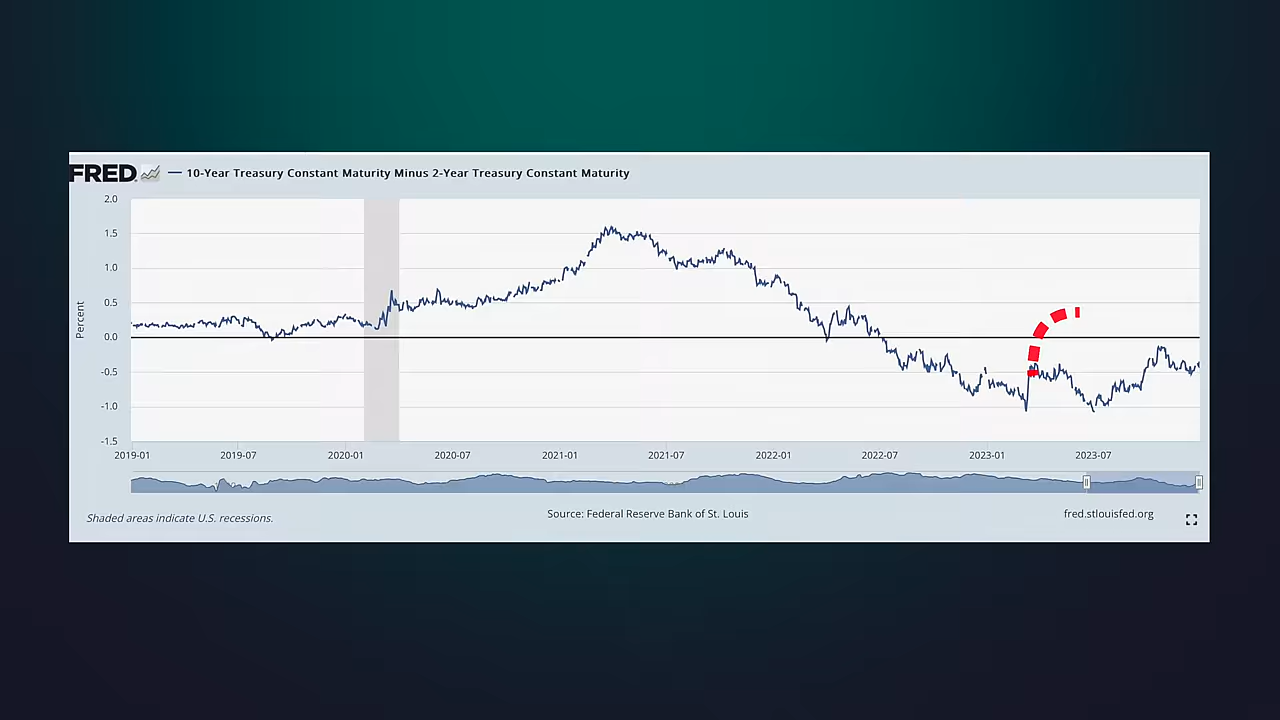 FRED
10-Year Treasury Constant Maturity Minus 2-Year Treasury Constant Maturity
2.0
1.5
1.0
0.5
0.0
-0.5
-1.0
-1.5
Percent
2019-01 2019-07 2020-01 2020-07 2021-01 2021-07 2022-01 2022-07 2023-01 2023-07
Shaded areas indicate U.S. recessions.
Source: Federal Reserve Bank of St. Louis
fred.stlouisfed.org